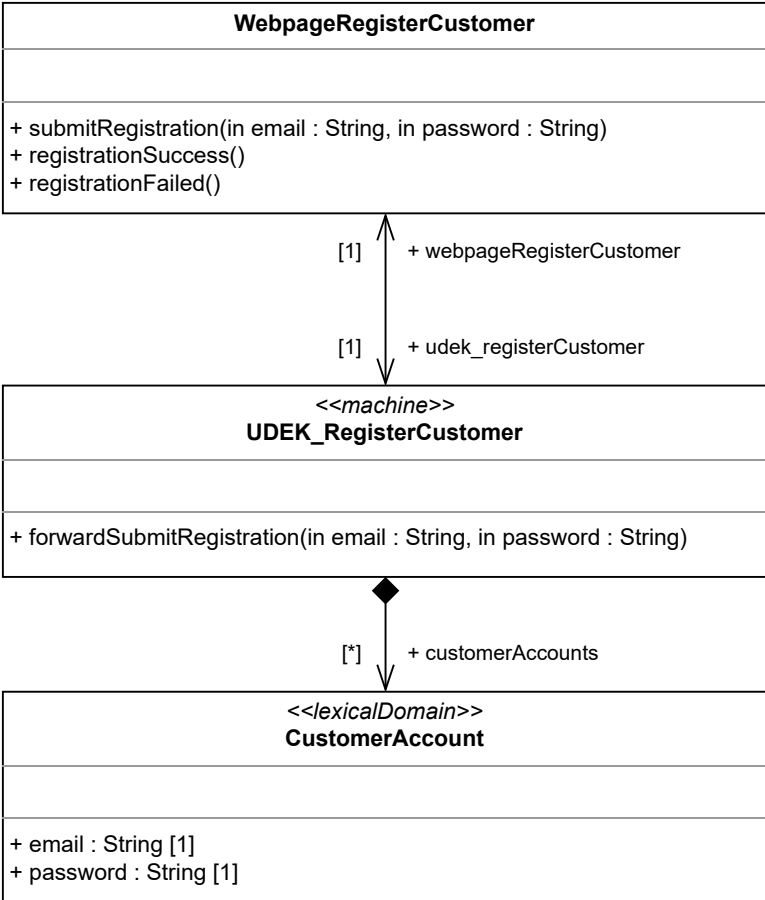 WebpageRegisterCustomer
+ submitRegistration(in email : String, in password : String)
+ registrationSuccess()
+ registrationFailed()
[1] + webpageRegisterCustomer
[1] + udek_registerCustomer
<<machine>>
UDEK_RegisterCustomer
+ forwardSubmitRegistration(in email : String, in password : String)
[*] + customerAccounts
<<lexicalDomain>>
CustomerAccount
+ email : String [1]
+ password : String [1]